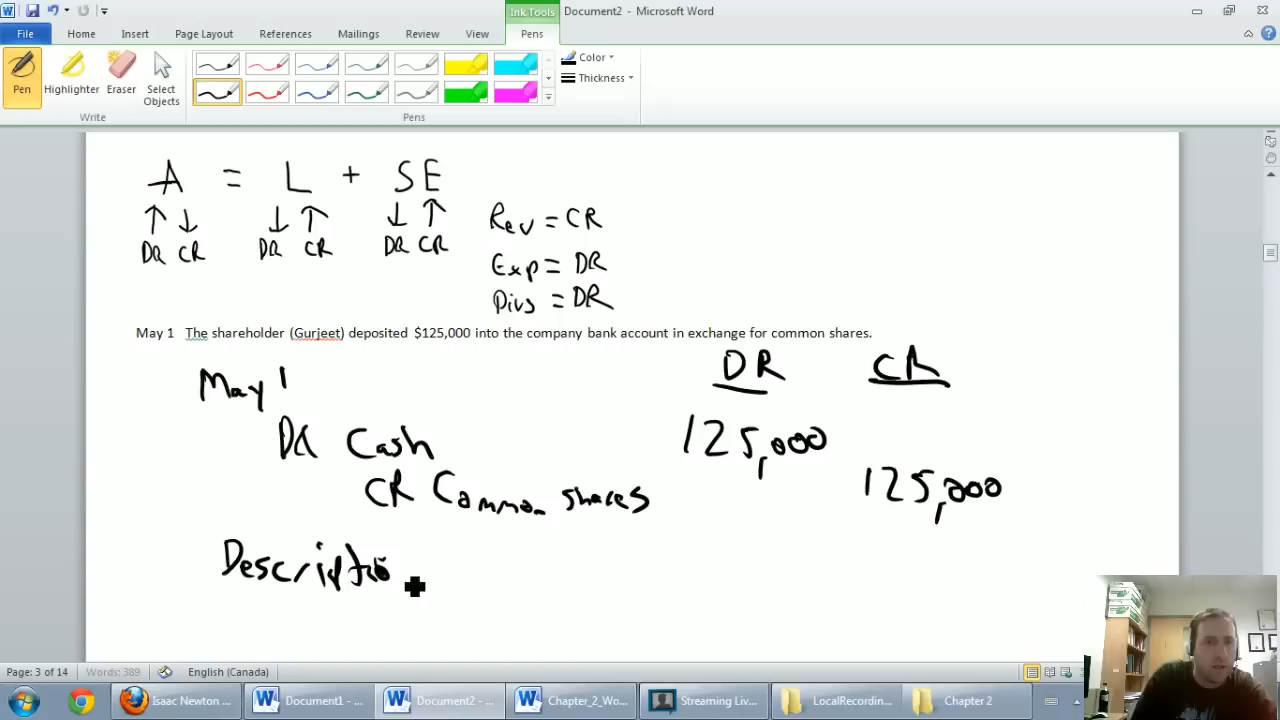 Ink Tools
Document2 - Microsoft Word
File Home Insert Page Layout References Mailings Review View Pens
Pen Highlighter Eraser Select Objects
Color
Thickness
Write Pens
A = L + SE
DR CR DR CR DR CR
Rev = CR
Exp = DR
Divs = DR
May 1 The shareholder (Gurjeet) deposited $125,000 into the company bank account in exchange for common shares.
DR CR
May 1
DR Cash 125,000
CR Common shares 125,000
Descriptio
Page: 3 of 14 Words: 389 English (Canada)
Isaac Newton ... Document1 - ... Document2 - ... Chapter_2_Wo... Streaming Liv... LocalRecordin... Chapter 2